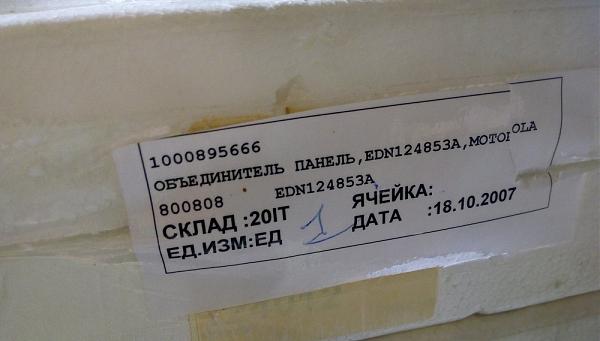 1000895666
ОБЪЕДИНИТЕЛЬ ПАНЕЛЬ,EDN124853A,MOTOROLA
800808 EDN124853A
СКЛАД :20IT ЯЧЕЙКА:
ЕД.ИЗМ:ЕД 1 ДАТА :18.10.2007